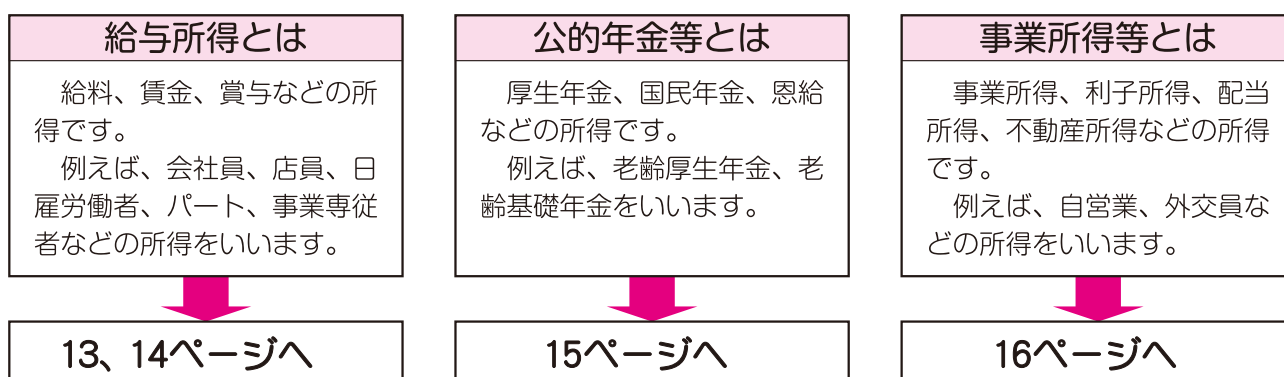 給与所得とは
給料、賃金、賞与などの所
得です。
例えば、会社員、店員、日
雇労働者、パート、事業専従
者などの所得をいいます。
13、14ページへ
公的年金等とは
厚生年金、国民年金、恩給
などの所得です。
例えば、老齢厚生年金、老
齢基礎年金をいいます。
15ページへ
事業所得等とは
事業所得、利子所得、配当
所得、不動産所得などの所得
です。
例えば、自営業、外交員な
どの所得をいいます。
16ページへ